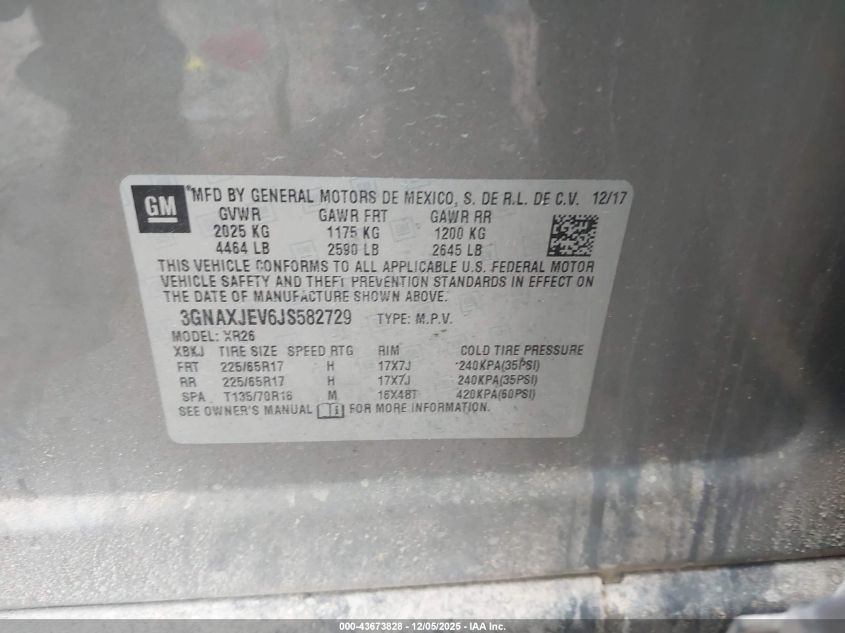 GM
®MFD BY GENERAL MOTORS DE MEXICO, S. DE R.L. DE C.V. 12/17
GVWR GAWR FRT GAWR RR
2025 KG 1175 KG 1200 KG
4464 LB 2590 LB 2645 LB
THIS VEHICLE CONFORMS TO ALL APPLICABLE U.S. FEDERAL MOTOR
VEHICLE SAFETY AND THEFT PREVENTION STANDARDS IN EFFECT ON
THE DATE OF MANUFACTURE SHOWN ABOVE.
3GNAXJEV6JS582729 TYPE: M.P.V.
MODEL: XR26
XBKJ TIRE SIZE SPEED RTG RIM COLD TIRE PRESSURE
FRT 225/65R17 H 17X7J 240KPA(35PSI)
RR 225/65R17 H 17X7J 240KPA(35PSI)
SPA T135/70R16 M 16X4BT 420KPA(60PSI)
SEE OWNER'S MANUAL FOR MORE INFORMATION.
000-43673828 - 12/05/2025 - IAA Inc.